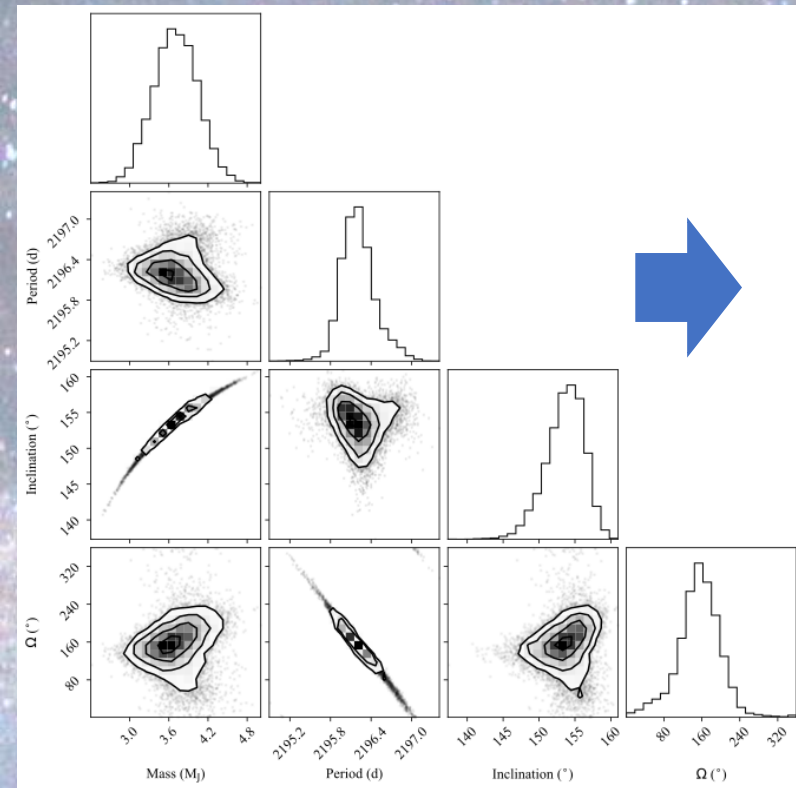 Period (d)
2197.0
2196.4
2195.8
2195.2
Inclination (°)
160
155
150
145
140
Ω (°)
320
240
160
80
3.0 3.6 4.2 4.8
Mass (MJ)
2195.2 2195.8 2196.4 2197.0
Period (d)
140 145 150 155 160
Inclination (°)
80 160 240 320
Ω (°)